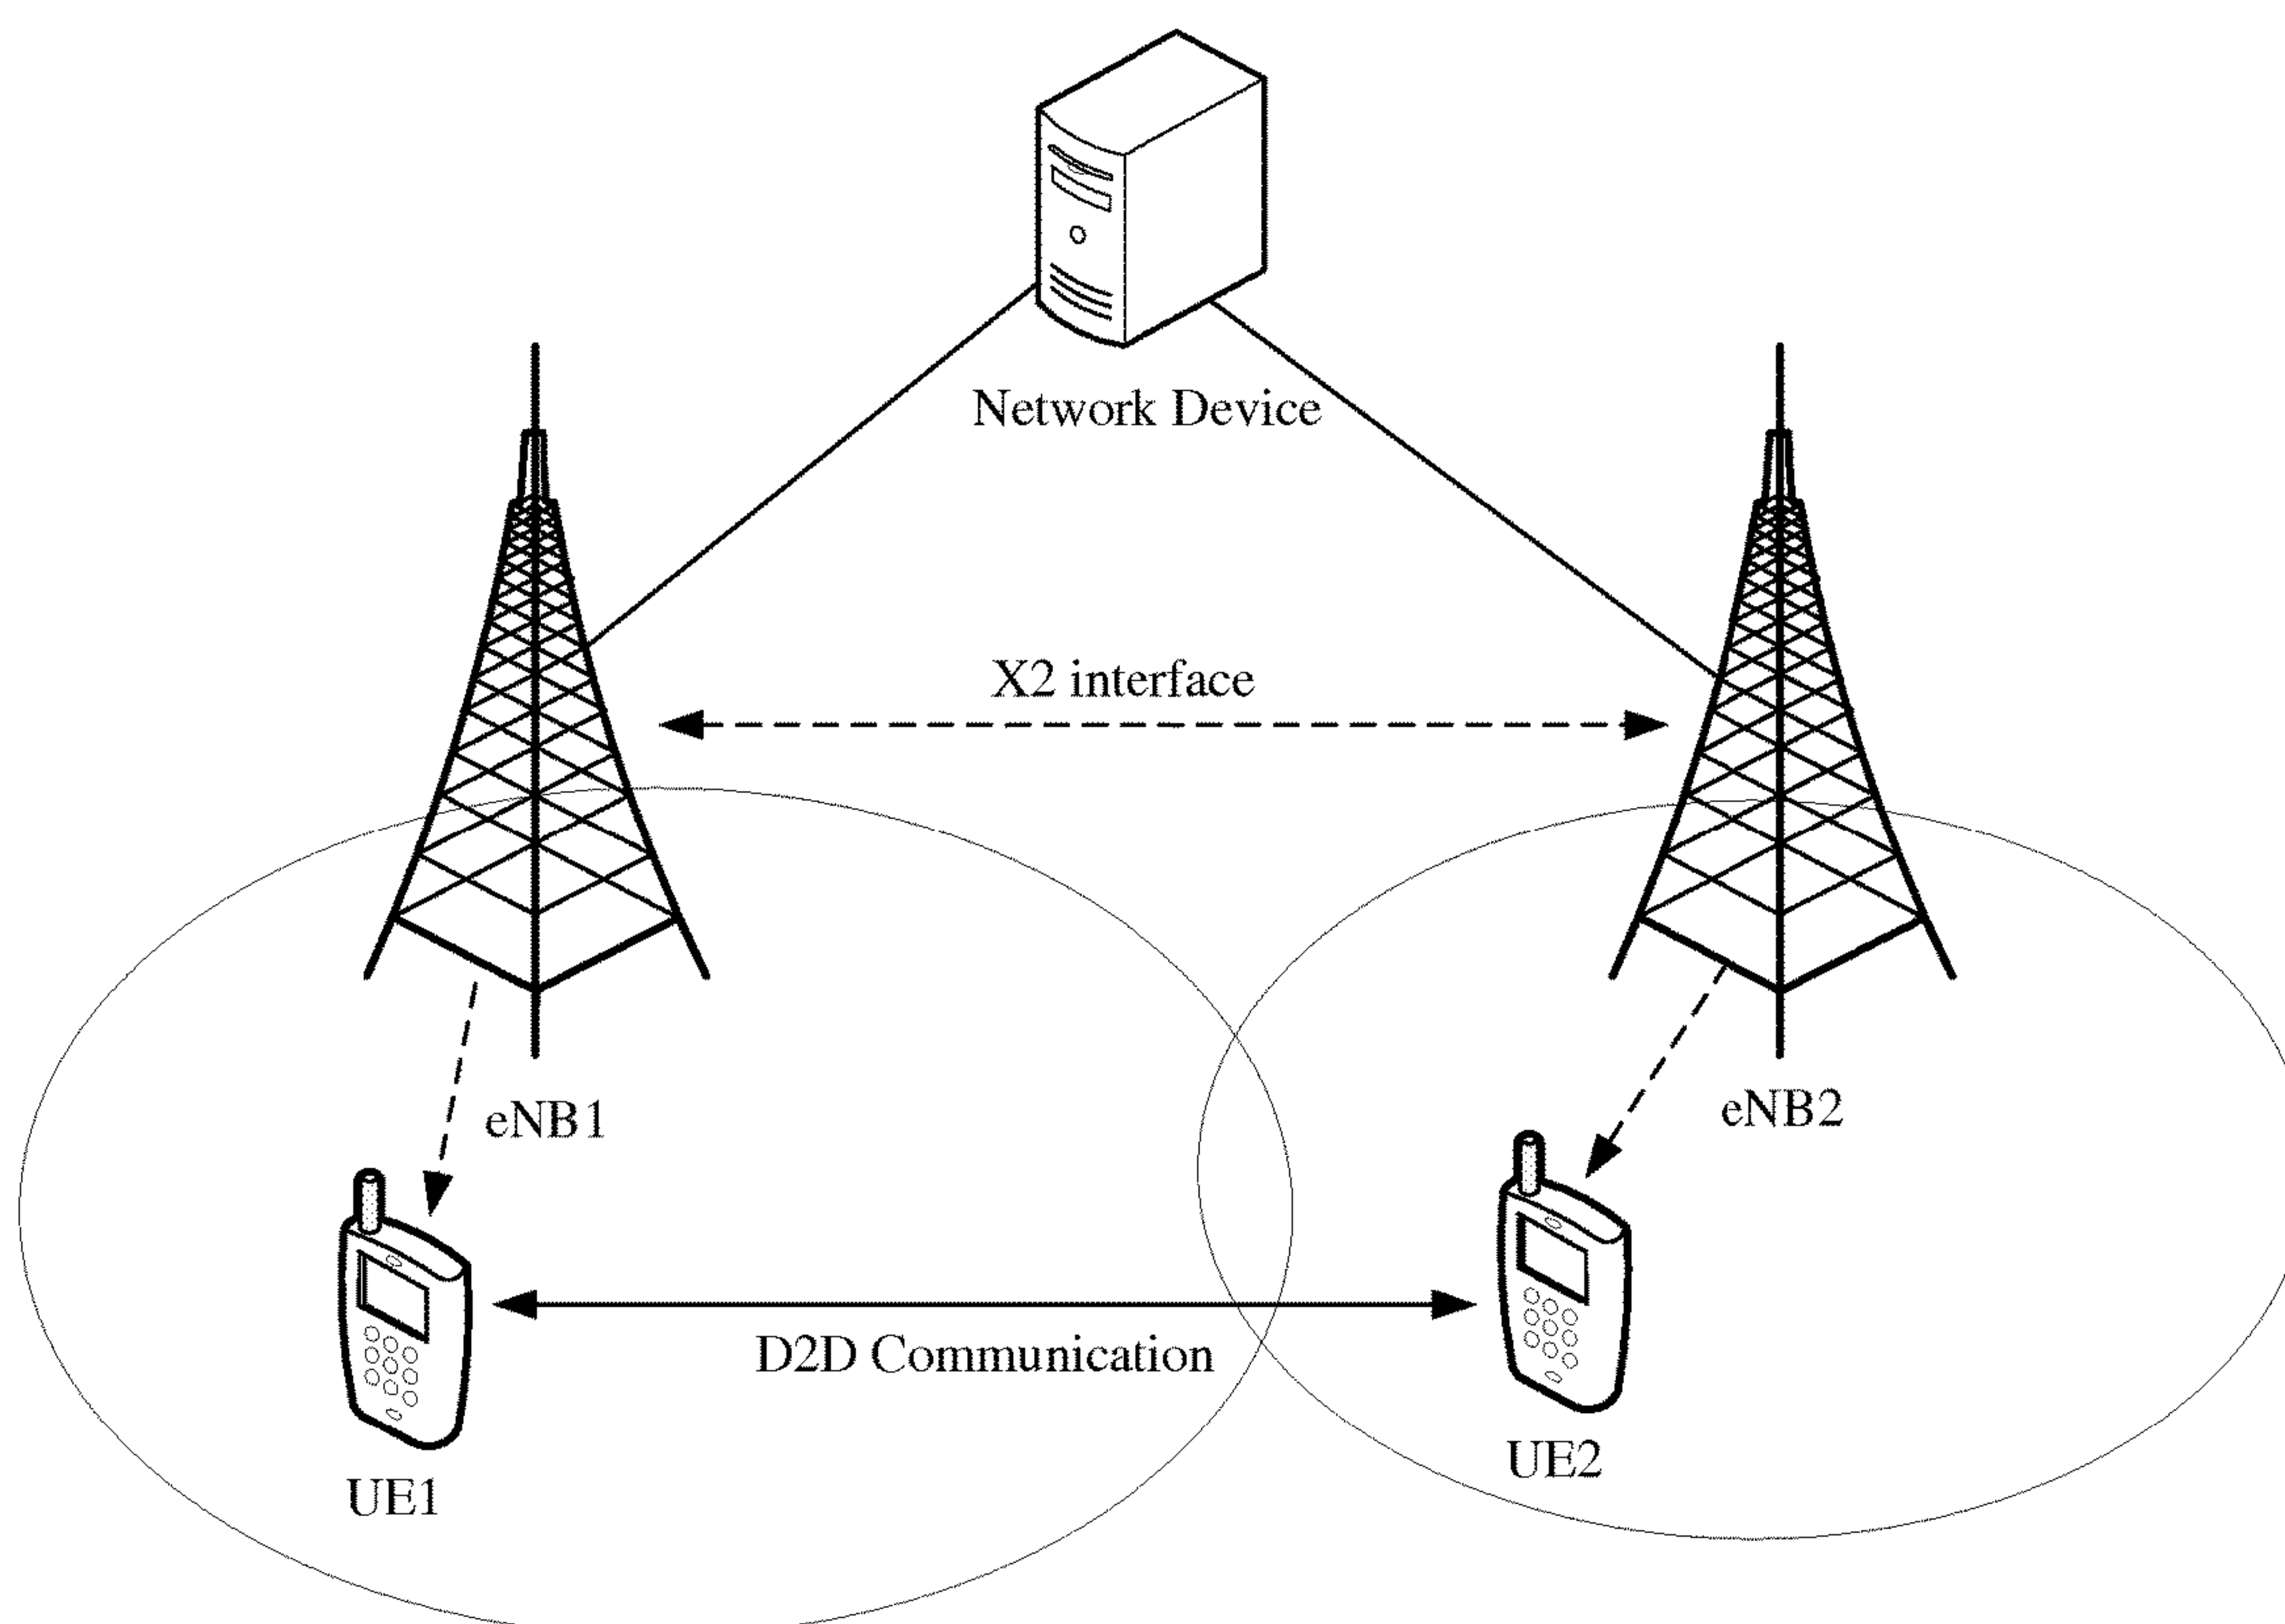 Network Device
X2 interface
eNB1
eNB2
D2D Communication
UE1
UE2